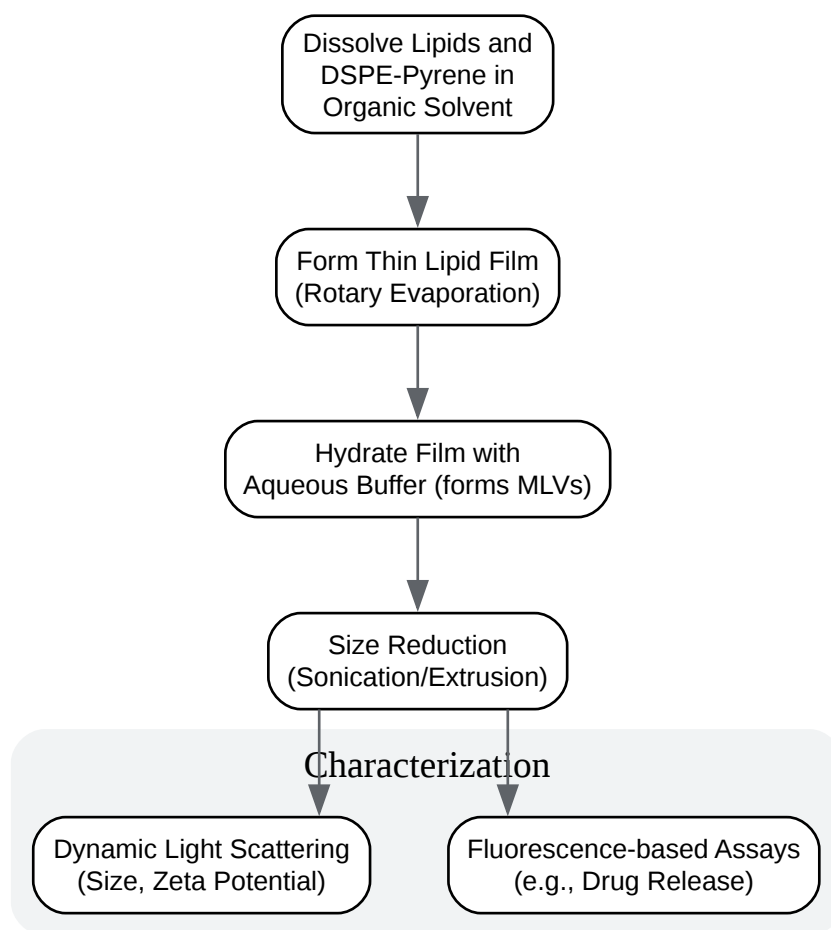 Dissolve Lipids and
DSPE-Pyrene in
Organic Solvent
Form Thin Lipid Film
(Rotary Evaporation)
Hydrate Film with
Aqueous Buffer (forms MLVs)
Size Reduction
(Sonication/Extrusion)
Characterization
Dynamic Light Scattering
(Size, Zeta Potential)
Fluorescence-based Assays
(e.g., Drug Release)